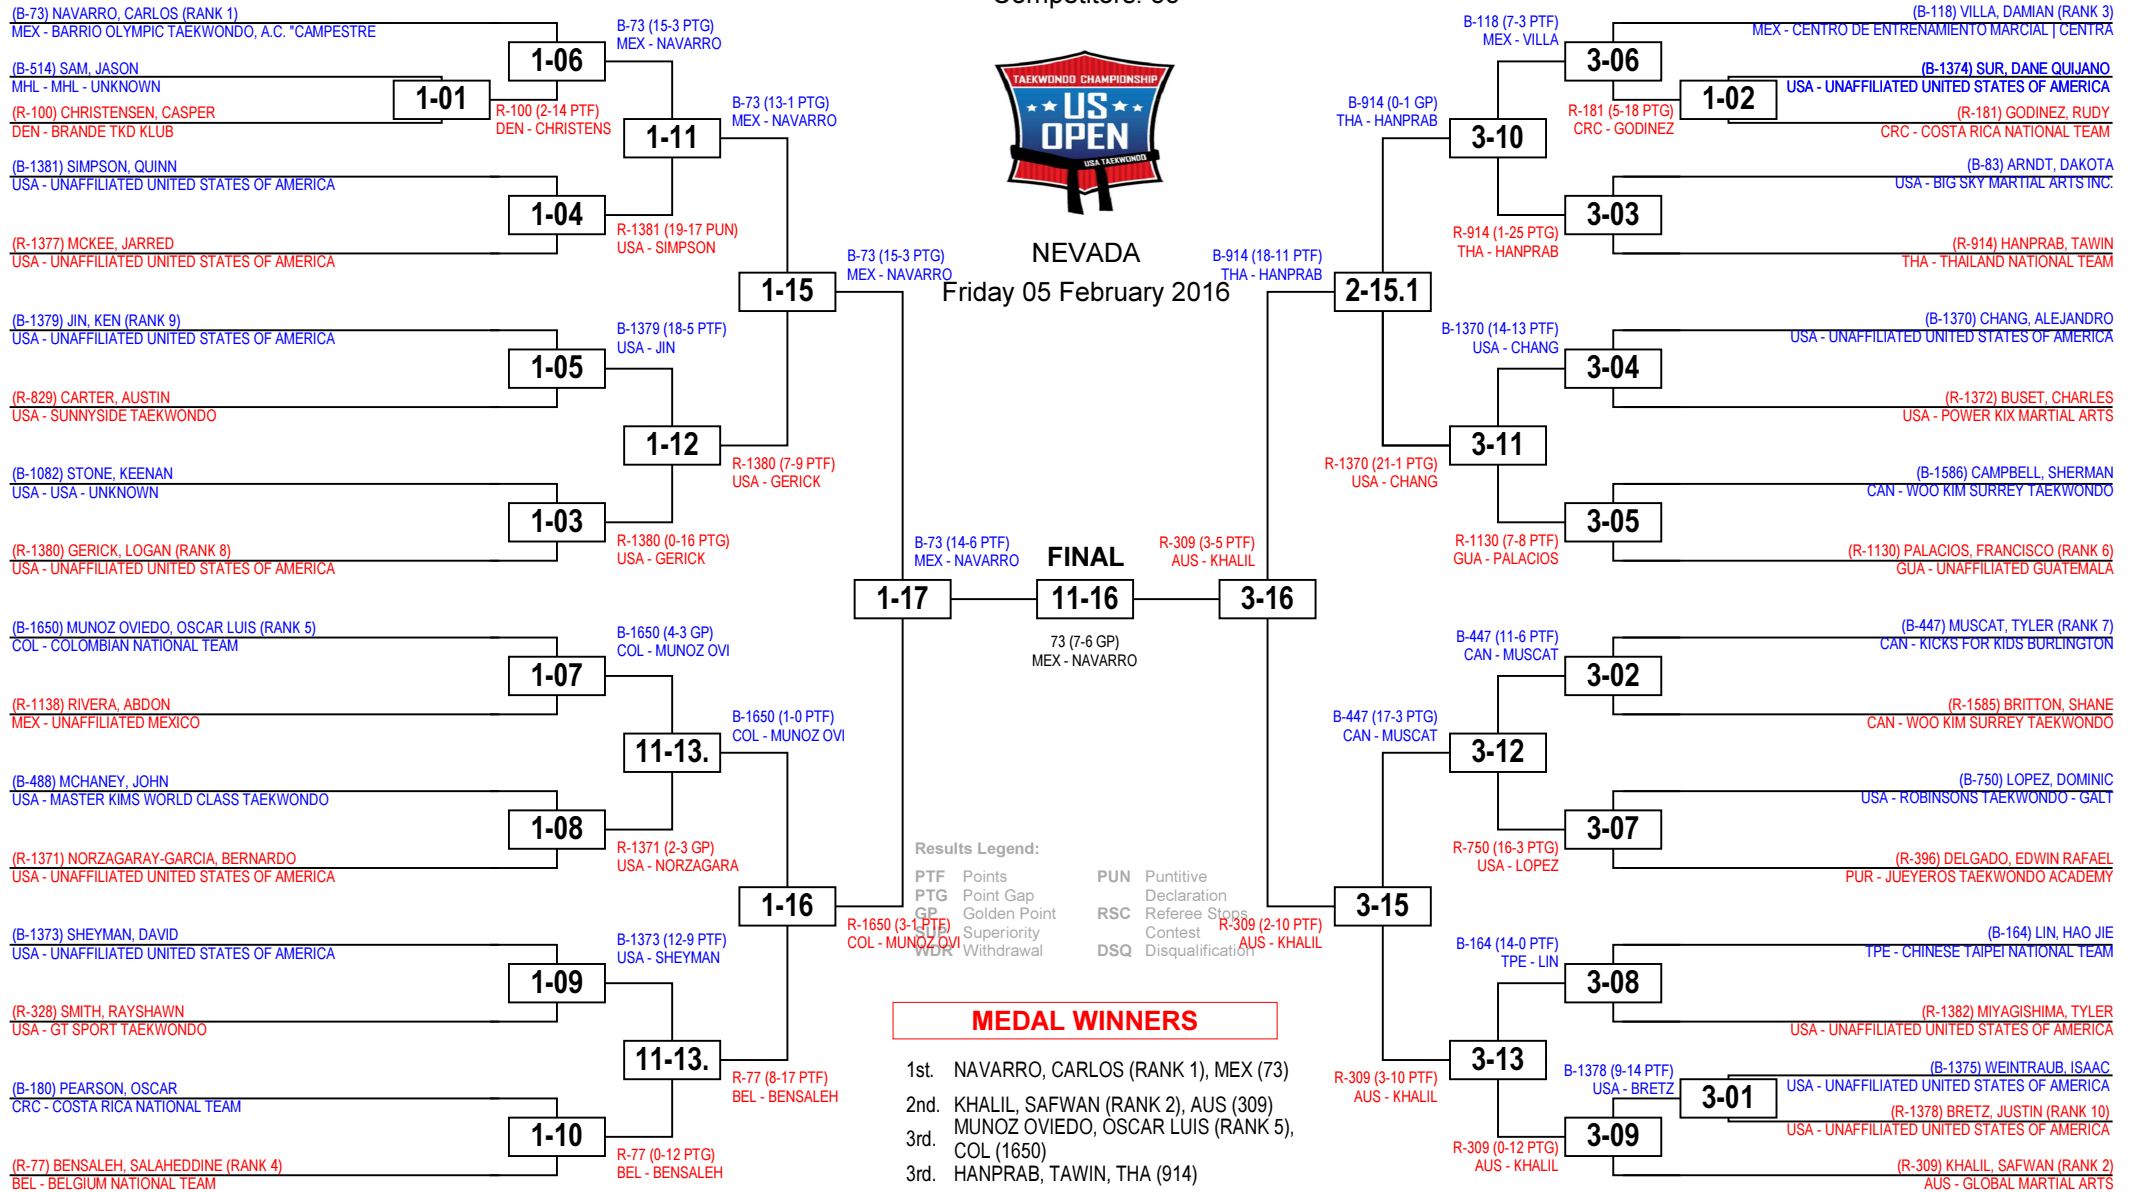 Competitors: 
(B-73) NAVARRO, CARLOS (RANK 1)
MEX - BARRIO OLYMPIC TAEKWONDO, A.C. "CAMPESTRE
(B-514) SAM, JASON
MHL - MHL - UNKNOWN
(R-100) CHRISTENSEN, CASPER
DEN - BRANDE TKD KLUB
(B-1381) SIMPSON, QUINN
USA - UNAFFILIATED UNITED STATES OF AMERICA
(R-1377) MCKEE, JARRED
USA - UNAFFILIATED UNITED STATES OF AMERICA
(B-1379) JIN, KEN (RANK 9)
USA - UNAFFILIATED UNITED STATES OF AMERICA
(R-829) CARTER, AUSTIN
USA - SUNNYSIDE TAEKWONDO
(B-1082) STONE, KEENAN
USA - USA - UNKNOWN
(R-1380) GERICK, LOGAN (RANK 8)
USA - UNAFFILIATED UNITED STATES OF AMERICA
(B-1650) MUNOZ OVIEDO, OSCAR LUIS (RANK 5)
COL - COLOMBIAN NATIONAL TEAM
(R-1138) RIVERA, ABDON
MEX - UNAFFILIATED MEXICO
(B-488) MCHANEY, JOHN
USA - MASTER KIMS WORLD CLASS TAEKWONDO
(R-1371) NORZAGARAY-GARCIA, BERNARDO
USA - UNAFFILIATED UNITED STATES OF AMERICA
(B-1373) SHEYMAN, DAVID
USA - UNAFFILIATED UNITED STATES OF AMERICA
(R-328) SMITH, RAYSHAWN
USA - GT SPORT TAEKWONDO
(B-180) PEARSON, OSCAR
CRC - COSTA RICA NATIONAL TEAM
(R-77) BENSALEH, SALAHEDDINE (RANK 4)
BEL - BELGIUM NATIONAL TEAM
1-01
R-100 (2-14 PTF)
DEN - CHRISTENS
1-06
1-04
1-05
1-03
1-07
1-08
1-09
1-10
B-73 (15-3 PTG)
MEX - NAVARRO
R-1381 (19-17 PUN)
USA - SIMPSON
B-1379 (18-5 PTF)
USA - JIN
R-1380 (0-16 PTG)
USA - GERICK
B-1650 (4-3 GP)
COL - MUNOZ OVI
R-1371 (2-3 GP)
USA - NORZAGARA
B-1373 (12-9 PTF)
USA - SHEYMAN
R-77 (0-12 PTG)
BEL - BENSALEH
1-11
1-12
11-13.
11-13.
B-73 (13-1 PTG)
MEX - NAVARRO
R-1380 (7-9 PTF)
USA - GERICK
B-1650 (1-0 PTF)
COL - MUNOZ OVI
R-77 (8-17 PTF)
BEL - BENSALEH
1-15
1-16
B-73 (15-3 PTG)
MEX - NAVARRO
R-1650 (3-1 PTF)
COL - MUNOZ OVI
1-17
B-73 (14-6 PTF)
MEX - NAVARRO
TAEKWONDO CHAMPIONSHIP
US
OPEN
USA TAEKWONDO
NEVADA
Friday 05 February 2016
FINAL
11-16
73 (7-6 GP)
MEX - NAVARRO
R-309 (3-5 PTF)
AUS - KHALIL
3-16
B-914 (18-11 PTF)
THA - HANPRAB
R-309 (2-10 PTF)
AUS - KHALIL
2-15.1
3-15
B-914 (0-1 GP)
THA - HANPRAB
R-1370 (21-1 PTG)
USA - CHANG
B-447 (17-3 PTG)
CAN - MUSCAT
R-309 (3-10 PTF)
AUS - KHALIL
3-10
3-11
3-12
3-13
B-118 (7-3 PTF)
MEX - VILLA
R-914 (1-25 PTG)
THA - HANPRAB
B-1370 (14-13 PTF)
USA - CHANG
R-1130 (7-8 PTF)
GUA - PALACIOS
B-447 (11-6 PTF)
CAN - MUSCAT
R-750 (16-3 PTG)
USA - LOPEZ
B-164 (14-0 PTF)
TPE - LIN
R-309 (0-12 PTG)
AUS - KHALIL
3-06
3-03
3-04
3-05
3-02
3-07
3-08
3-09
R-181 (5-18 PTG)
CRC - GODINEZ
1-02
B-1378 (9-14 PTF)
USA - BRETZ
3-01
(B-118) VILLA, DAMIAN (RANK 3)
MEX - CENTRO DE ENTRENAMIENTO MARCIAL | CENTRA
(B-1374) SUR, DANE QUIJANO
USA - UNAFFILIATED UNITED STATES OF AMERICA
(R-181) GODINEZ, RUDY
CRC - COSTA RICA NATIONAL TEAM
(B-83) ARNDT, DAKOTA
USA - BIG SKY MARTIAL ARTS INC.
(R-914) HANPRAB, TAWIN
THA - THAILAND NATIONAL TEAM
(B-1370) CHANG, ALEJANDRO
USA - UNAFFILIATED UNITED STATES OF AMERICA
(R-1372) BUSET, CHARLES
USA - POWER KIX MARTIAL ARTS
(B-1586) CAMPBELL, SHERMAN
CAN - WOO KIM SURREY TAEKWONDO
(R-1130) PALACIOS, FRANCISCO (RANK 6)
GUA - UNAFFILIATED GUATEMALA
(B-447) MUSCAT, TYLER (RANK 7)
CAN - KICKS FOR KIDS BURLINGTON
(R-1585) BRITTON, SHANE
CAN - WOO KIM SURREY TAEKWONDO
(B-750) LOPEZ, DOMINIC
USA - ROBINSONS TAEKWONDO - GALT
(R-396) DELGADO, EDWIN RAFAEL
PUR - JUEYEROS TAEKWONDO ACADEMY
(B-164) LIN, HAO JIE
TPE - CHINESE TAIPEI NATIONAL TEAM
(R-1382) MIYAGISHIMA, TYLER
USA - UNAFFILIATED UNITED STATES OF AMERICA
(B-1375) WEINTRAUB, ISAAC
USA - UNAFFILIATED UNITED STATES OF AMERICA
(R-1378) BRETZ, JUSTIN (RANK 10)
USA - UNAFFILIATED UNITED STATES OF AMERICA
(R-309) KHALIL, SAFWAN (RANK 2)
AUS - GLOBAL MARTIAL ARTS
Results Legend:
PTF Points
PTG Point Gap
GP Golden Point
SUP Superiority
WDR Withdrawal
PUN Puntitive
Declaration
RSC Referee Stops
Contest
DSQ Disqualification
MEDAL WINNERS
1st. NAVARRO, CARLOS (RANK 1), MEX (73)
2nd. KHALIL, SAFWAN (RANK 2), AUS (309)
3rd. MUNOZ OVIEDO, OSCAR LUIS (RANK 5),
COL (1650)
3rd. HANPRAB, TAWIN, THA (914)